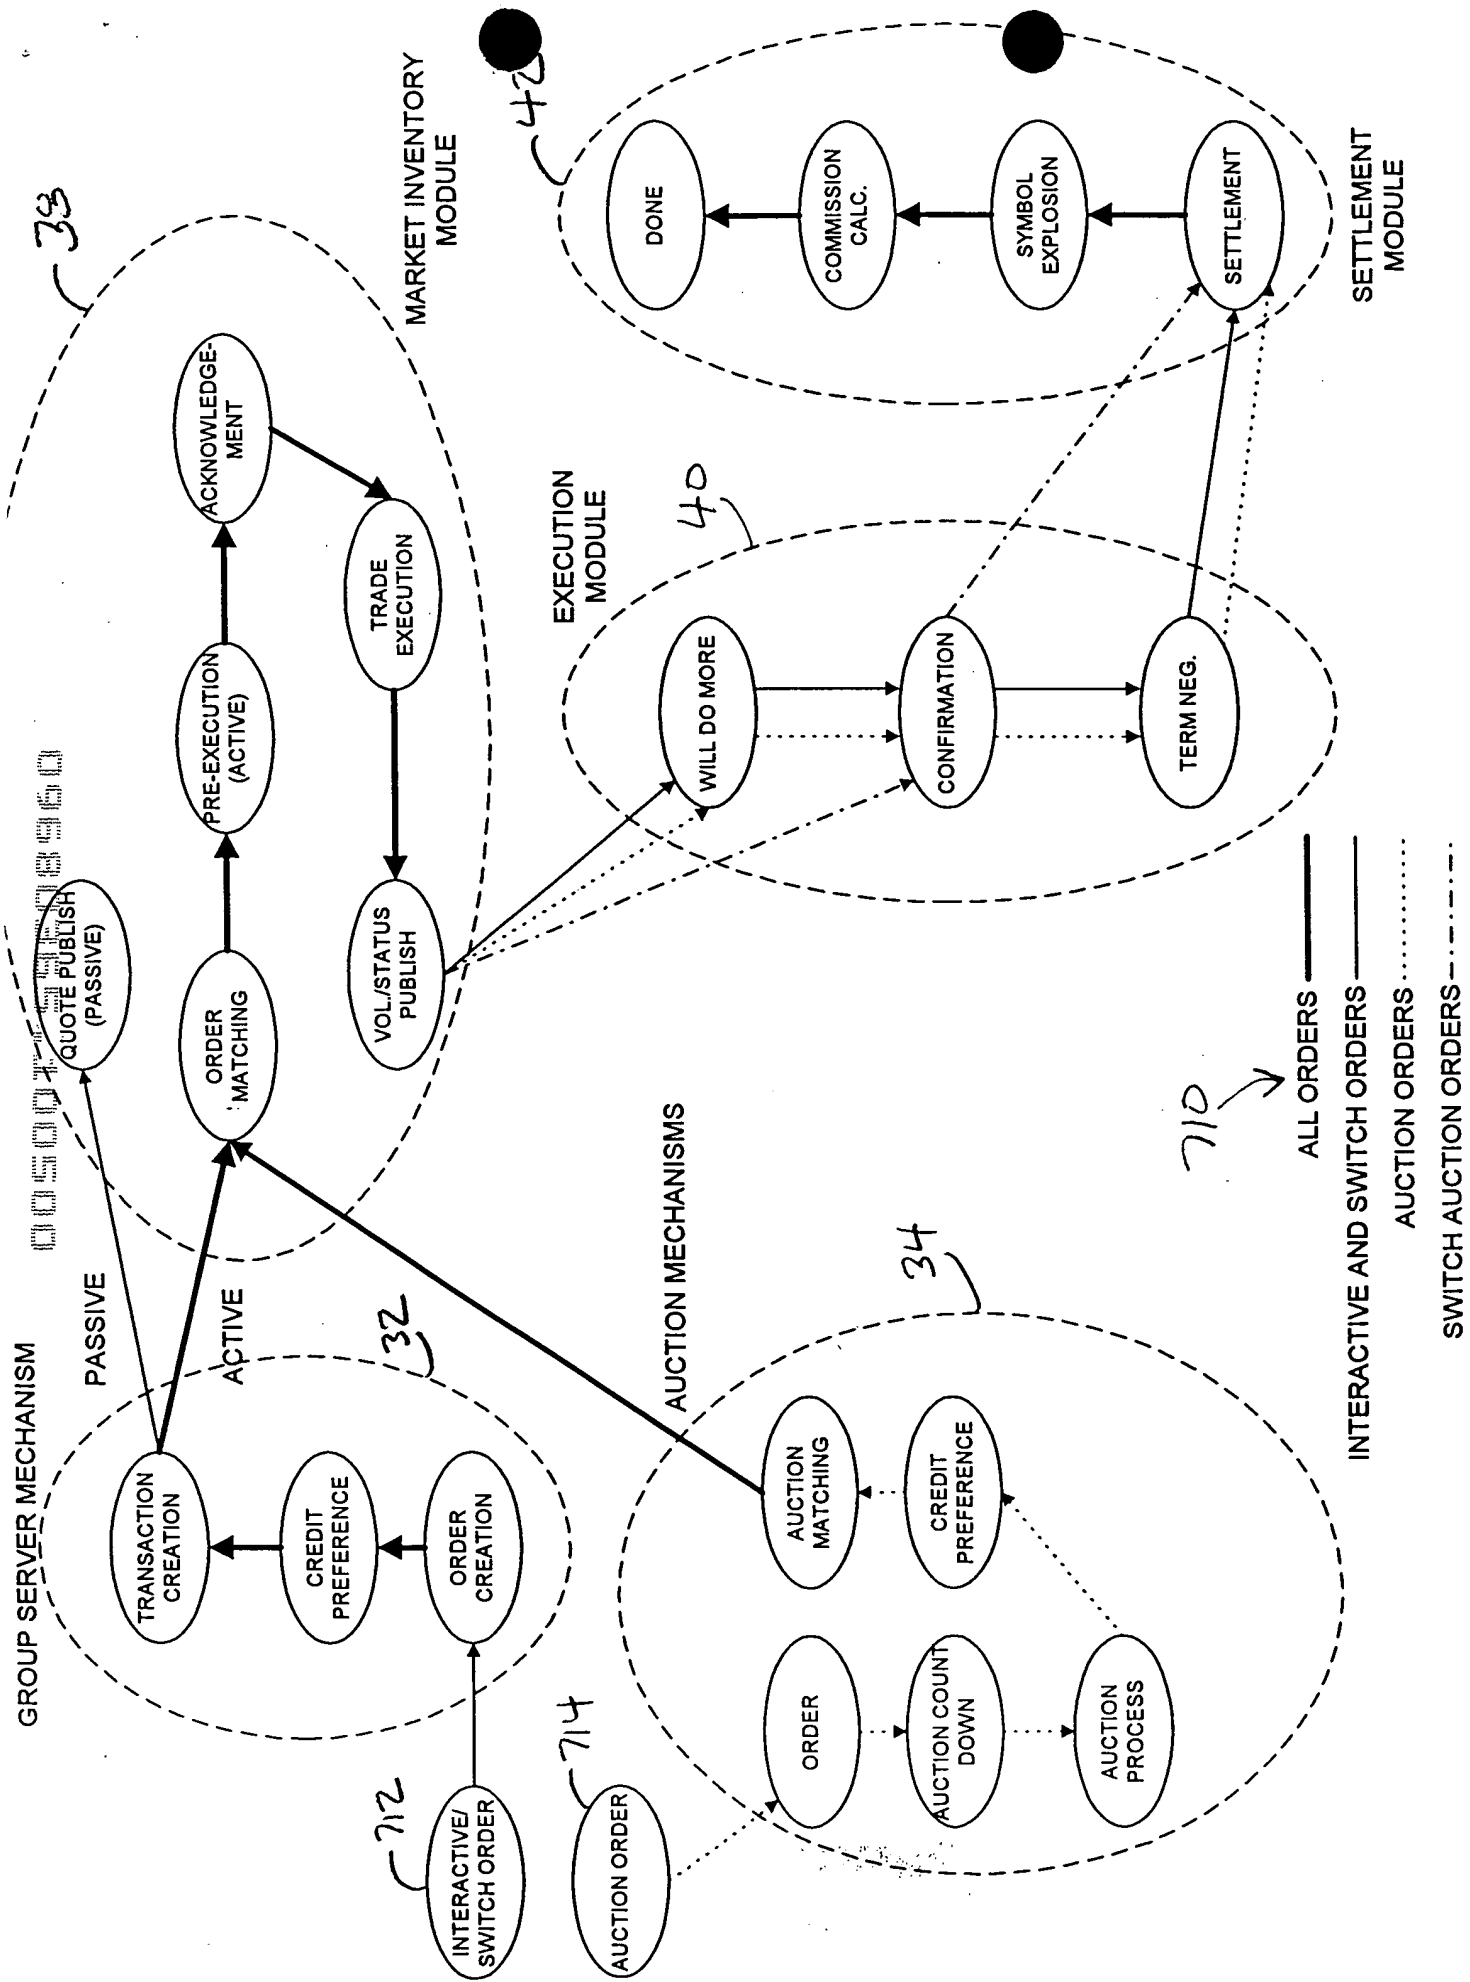 GROUP SERVER MECHANISM
TRANSACTION
CREATION
CREDIT
PREFERENCE
ORDER
CREATION
32
INTERACTIVE/
SWITCH ORDER
712
AUCTION ORDER
714
PASSIVE
ACTIVE
QUOTE PUBLISH
(PASSIVE)
ORDER
MATCHING
PRE-EXECUTION
(ACTIVE)
ACKNOWLEDGE-
MENT
TRADE
EXECUTION
VOL./STATUS
PUBLISH
38
MARKET INVENTORY
MODULE
AUCTION MECHANISMS
34
ORDER
AUCTION COUNT
DOWN
AUCTION
PROCESS
CREDIT
PREFERENCE
AUCTION
MATCHING
EXECUTION
MODULE
40
WILL DO MORE
CONFIRMATION
TERM NEG.
42
DONE
COMMISSION
CALC.
SYMBOL
EXPLOSION
SETTLEMENT
SETTLEMENT
MODULE
710
ALL ORDERS
INTERACTIVE AND SWITCH ORDERS
AUCTION ORDERS
SWITCH AUCTION ORDERS